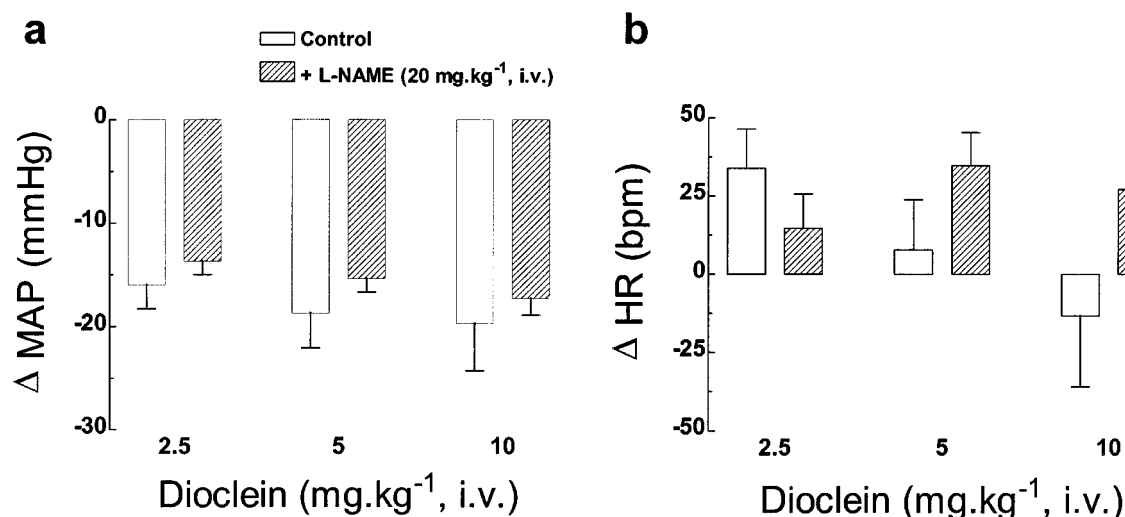 a
Control
+ L-NAME (20 mg.kg⁻¹, i.v.)
0
-10
-20
-30
Δ MAP (mmHg)
2.5 5 10
Dioclein (mg.kg⁻¹, i.v.)
b
50
25
0
-25
-50
Δ HR (bpm)
2.5 5 10
Dioclein (mg.kg⁻¹, i.v.)